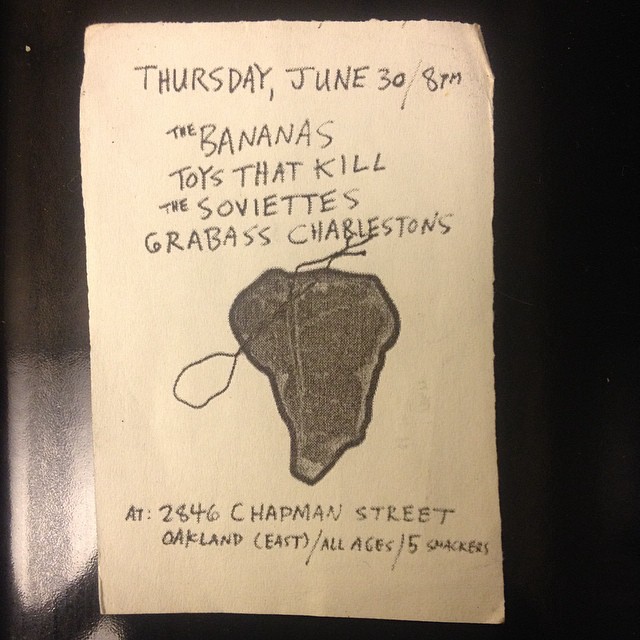 THURSDAY, JUNE 30/8PM
THE BANANAS
TOYS THAT KILL
THE SOVIETTES
GRABASS CHARLESTONS
AT: 2846 CHAPMAN STREET
OAKLAND (EAST)/ALL AGES/5 SMACKERS